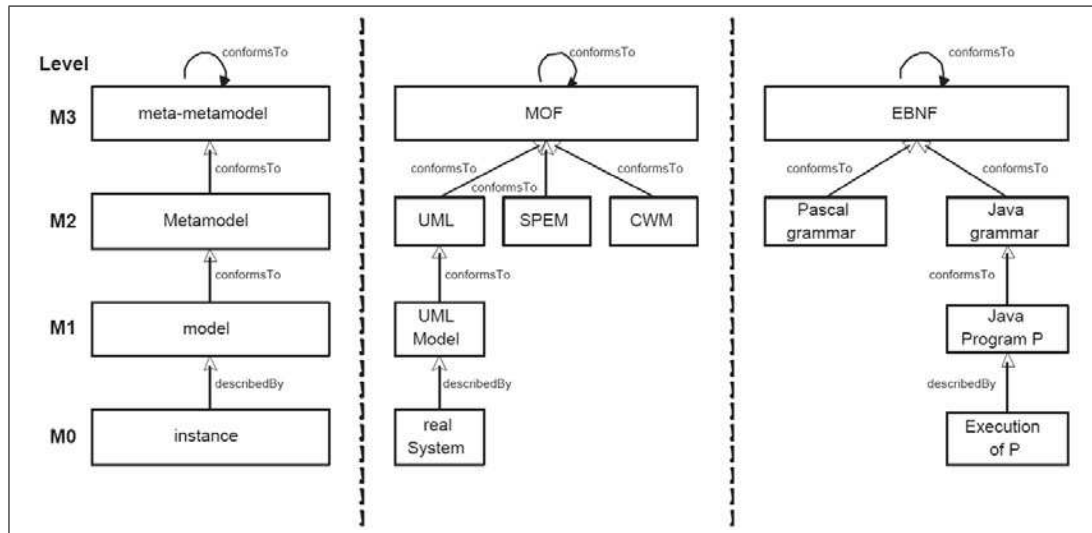 conformsTo
conformsTo
conformsTo
Level
M3
meta-metamodel
MOF
EBNF
conformsTo
conformsTo
conformsTo
conformsTo
conformsTo
conformsTo
M2
Metamodel
UML
SPEM
CWM
Pascal
grammar
Java
grammar
conformsTo
conformsTo
conformsTo
M1
model
UML
Model
Java
Program P
describedBy
describedBy
describedBy
M0
instance
real
System
Execution
of P